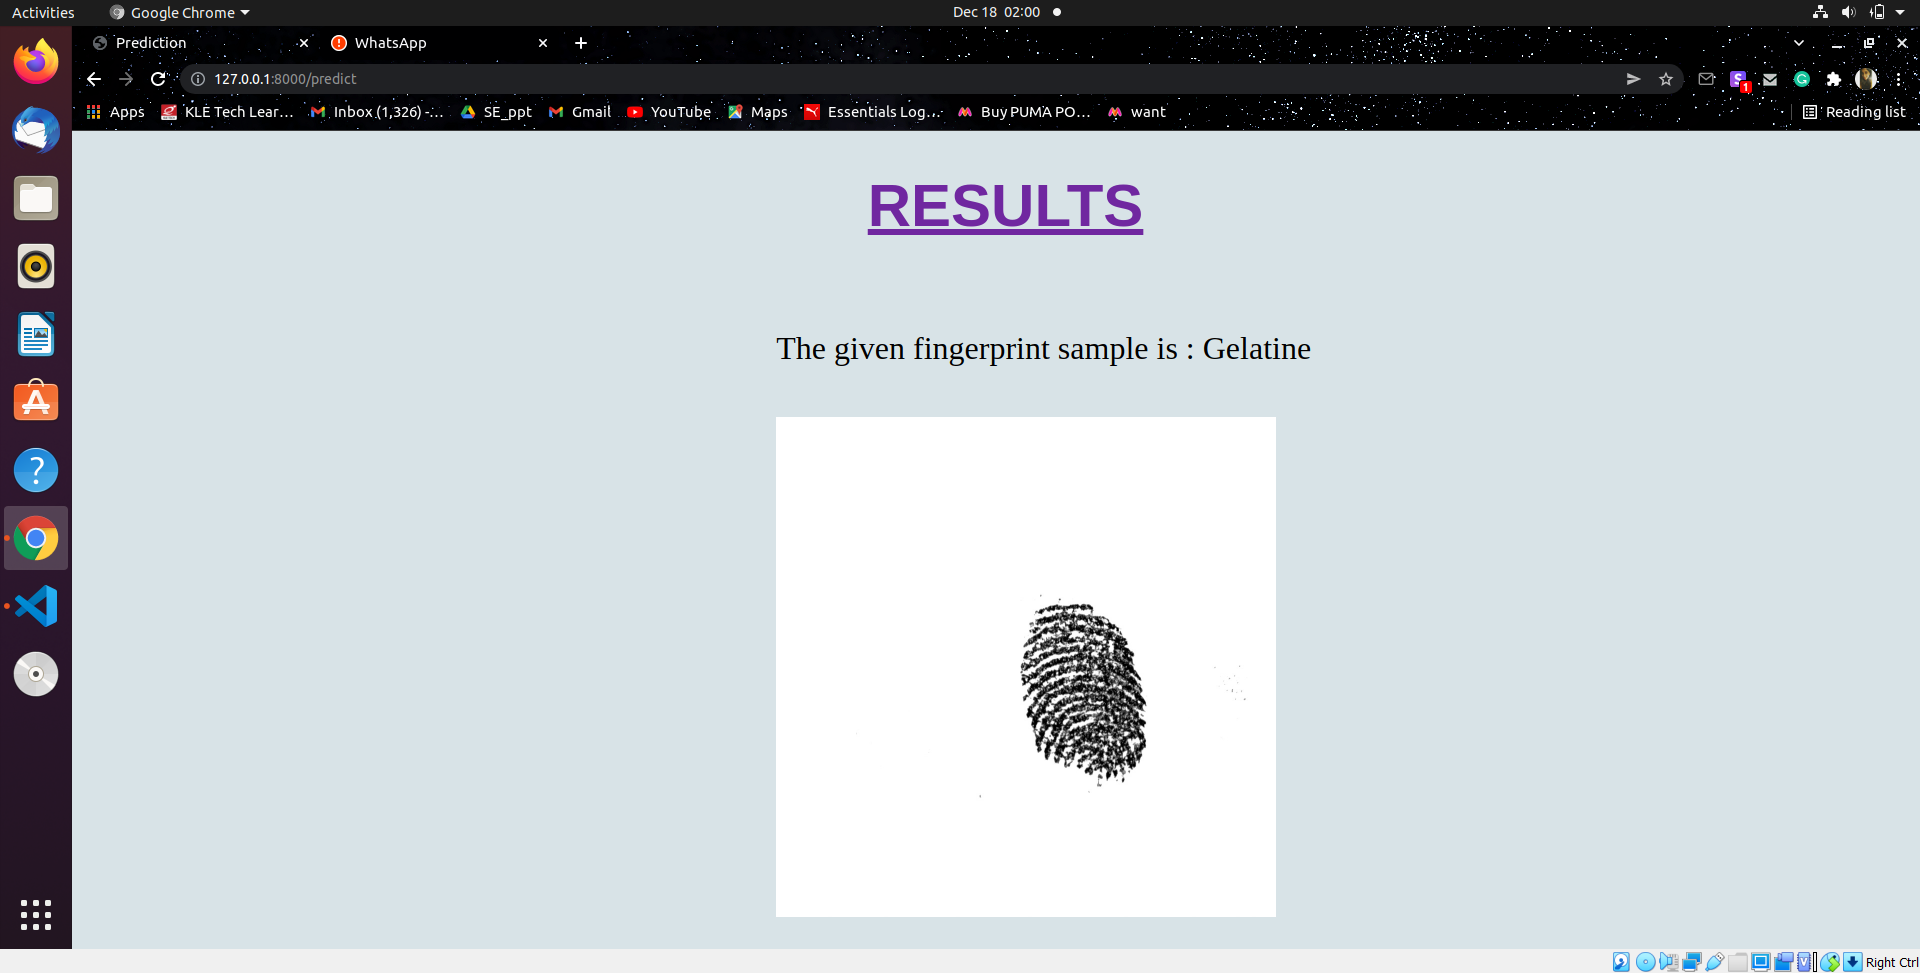 Activities Google Chrome Dec 18 02:00
Prediction WhatsApp
127.0.0.1:8000/predict
Apps KLE Tech Lear… Inbox (1,326) -… SE_ppt Gmail YouTube Maps Essentials Log… Buy PUMA PO… want Reading list
RESULTS
The given fingerprint sample is : Gelatine
Right Ctrl